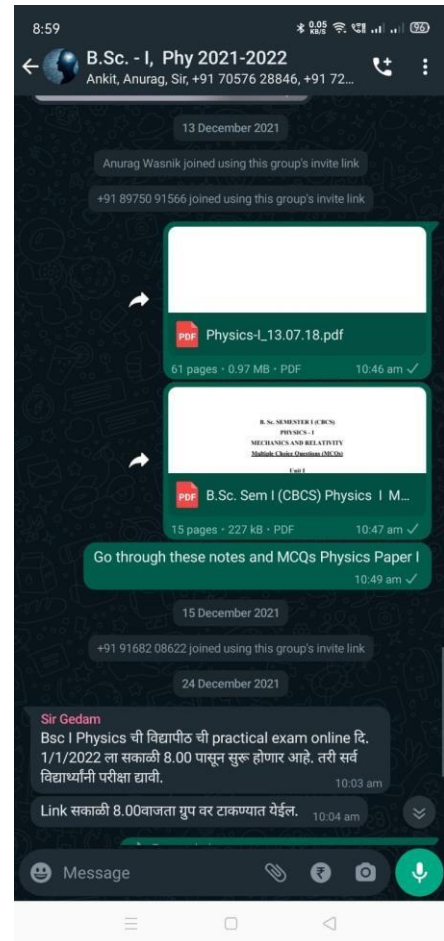 8:59
0.05 KB/S
96
B.Sc. - I, Phy 2021-2022
Ankit, Anurag, Sir, +91 70576 28846, +91 72...
13 December 2021
Anurag Wasnik joined using this group's invite link
+91 89750 91566 joined using this group's invite link
PDF
Physics-I_13.07.18.pdf
61 pages • 0.97 MB • PDF
10:46 am
B. Sc. SEMESTER I (CBCS)
PHYSICS - I
MECHANICS AND RELATIVITY
Multiple Choice Questions (MCQs)
Unit I
PDF
B.Sc. Sem I (CBCS) Physics I M...
15 pages • 227 kB • PDF
10:47 am
Go through these notes and MCQs Physics Paper I
10:49 am
15 December 2021
+91 91682 08622 joined using this group's invite link
24 December 2021
Sir Gedam
Bsc I Physics ची विद्यापीठ ची practical exam online दि.
1/1/2022 ला सकाळी 8.00 पासून सुरू होणार आहे. तरी सर्व
विद्यार्थ्यांनी परीक्षा द्यावी.
10:03 am
Link सकाळी 8.00वाजता ग्रुप वर टाकण्यात येईल.
10:04 am
Message